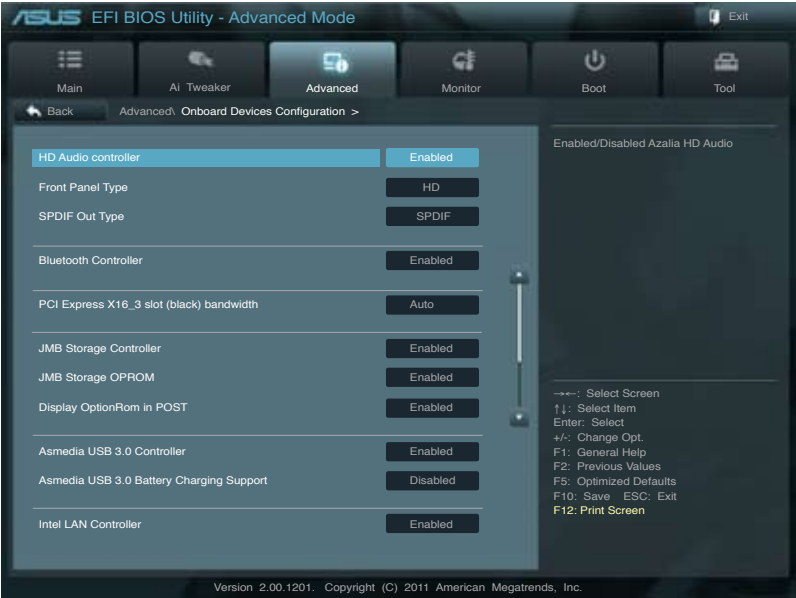 ASUS EFI BIOS Utility - Advanced Mode
Exit
Main
Ai Tweaker
Advanced
Monitor
Boot
Tool
Back
Advanced\ Onboard Devices Configuration >
HD Audio controller Enabled
Front Panel Type HD
SPDIF Out Type SPDIF
Bluetooth Controller Enabled
PCI Express X16_3 slot (black) bandwidth Auto
JMB Storage Controller Enabled
JMB Storage OPROM Enabled
Display OptionRom in POST Enabled
Asmedia USB 3.0 Controller Enabled
Asmedia USB 3.0 Battery Charging Support Disabled
Intel LAN Controller Enabled
Enabled/Disabled Azalia HD Audio
→←: Select Screen
↑↓: Select Item
Enter: Select
+/-: Change Opt.
F1: General Help
F2: Previous Values
F5: Optimized Defaults
F10: Save ESC: Exit
F12: Print Screen
Version 2.00.1201. Copyright (C) 2011 American Megatrends, Inc.